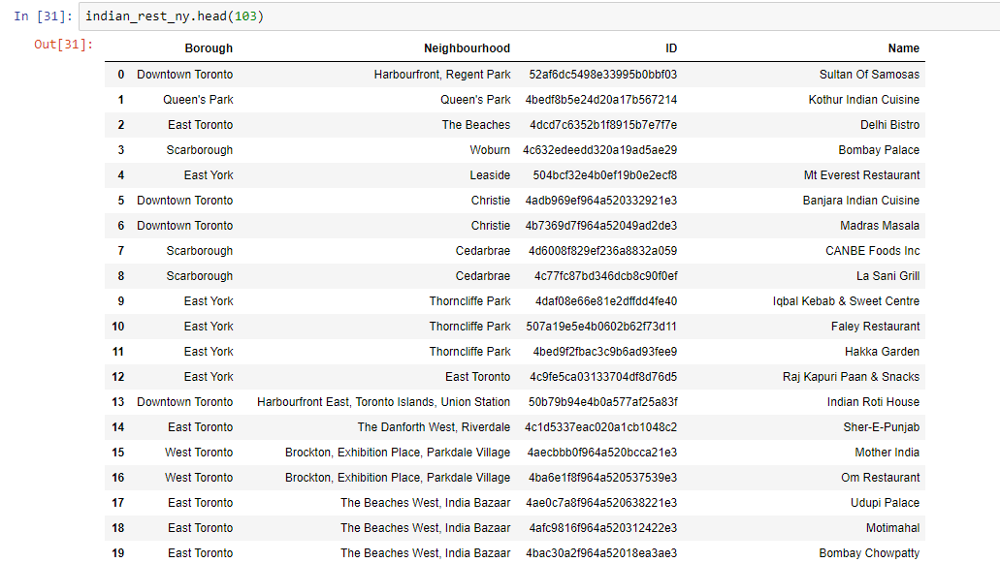 In [31]: indian_rest_ny.head(103)
Out[31]:
Borough Neighbourhood ID Name
0 Downtown Toronto Harbourfront, Regent Park 52af6dc5498e33995b0bbf03 Sultan Of Samosas
1 Queen's Park Queen's Park 4bedf8b5e24d20a17b567214 Kothur Indian Cuisine
2 East Toronto The Beaches 4dcd7c6352b1f8915b7e7f7e Delhi Bistro
3 Scarborough Woburn 4c632edeedd320a19ad5ae29 Bombay Palace
4 East York Leaside 504bcf32e4b0ef19b0e2ecf8 Mt Everest Restaurant
5 Downtown Toronto Christie 4adb969ef964a520332921e3 Banjara Indian Cuisine
6 Downtown Toronto Christie 4b7369d7f964a52049ad2de3 Madras Masala
7 Scarborough Cedarbrae 4d6008f829ef236a8832a059 CANBE Foods Inc
8 Scarborough Cedarbrae 4c77fc87bd346dcb8c90f0ef La Sani Grill
9 East York Thorncliffe Park 4daf08e66e81e2dffdd4fe40 Iqbal Kebab & Sweet Centre
10 East York Thorncliffe Park 507a19e5e4b0602b62f73d11 Faley Restaurant
11 East York Thorncliffe Park 4bed9f2fbac3c9b6ad93fee9 Hakka Garden
12 East York East Toronto 4c9fe5ca03133704df8d76d5 Raj Kapuri Paan & Snacks
13 Downtown Toronto Harbourfront East, Toronto Islands, Union Station 50b79b94e4b0a577af25a83f Indian Roti House
14 East Toronto The Danforth West, Riverdale 4c1d5337eac020a1cb1048c2 Sher-E-Punjab
15 West Toronto Brockton, Exhibition Place, Parkdale Village 4aecbbb0f964a520bcca21e3 Mother India
16 West Toronto Brockton, Exhibition Place, Parkdale Village 4ba6e1f8f964a520537539e3 Om Restaurant
17 East Toronto The Beaches West, India Bazaar 4ae0c7a8f964a520638221e3 Udupi Palace
18 East Toronto The Beaches West, India Bazaar 4afc9816f964a520312422e3 Motimahal
19 East Toronto The Beaches West, India Bazaar 4bac30a2f964a52018ea3ae3 Bombay Chowpatty